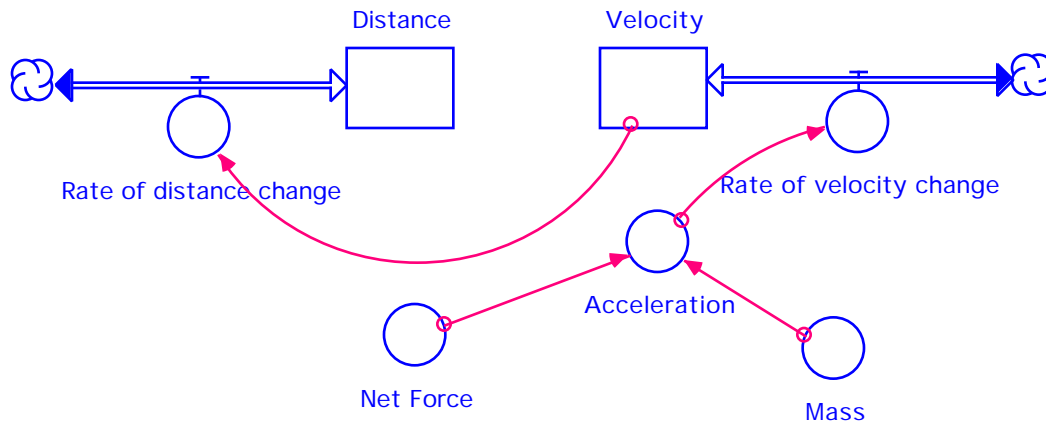 Distance
Velocity
Rate of distance change
Rate of velocity change
Acceleration
Net Force
Mass